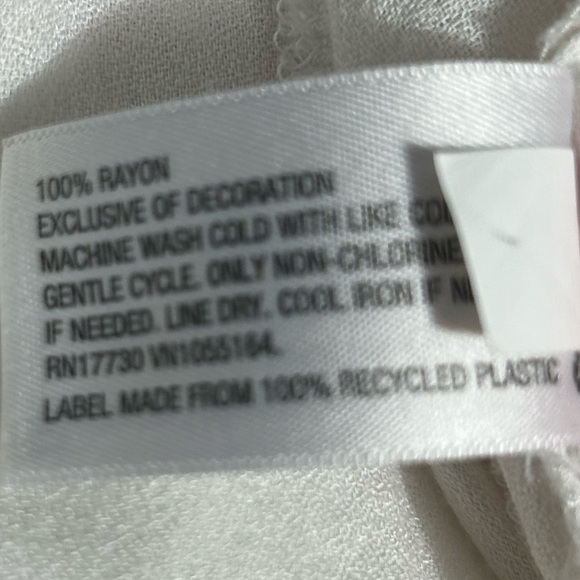 100% RAYON
EXCLUSIVE OF DECORATION
MACHINE WASH COLD WITH LIKE
GENTLE CYCLE. ONLY NON-CHLORINE
IF NEEDED. LINE DRY. COOL IRON IF
RN17730 VN1055164.
LABEL MADE FROM 100% RECYCLED PLASTIC